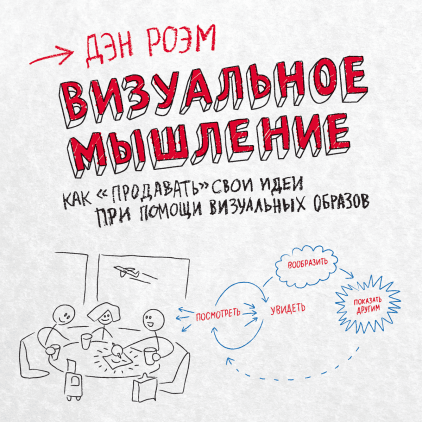 ДЭН РОЭМ
ВИЗУАЛЬНОЕ
МЫШЛЕНИЕ
КАК «ПРОДАВАТЬ» СВОИ ИДЕИ
ПРИ ПОМОЩИ ВИЗУАЛЬНЫХ ОБРАЗОВ
ПОСМОТРЕТЬ
УВИДЕТЬ
ВООБРАЗИТЬ
ПОКАЗАТЬ
ДРУГИМ